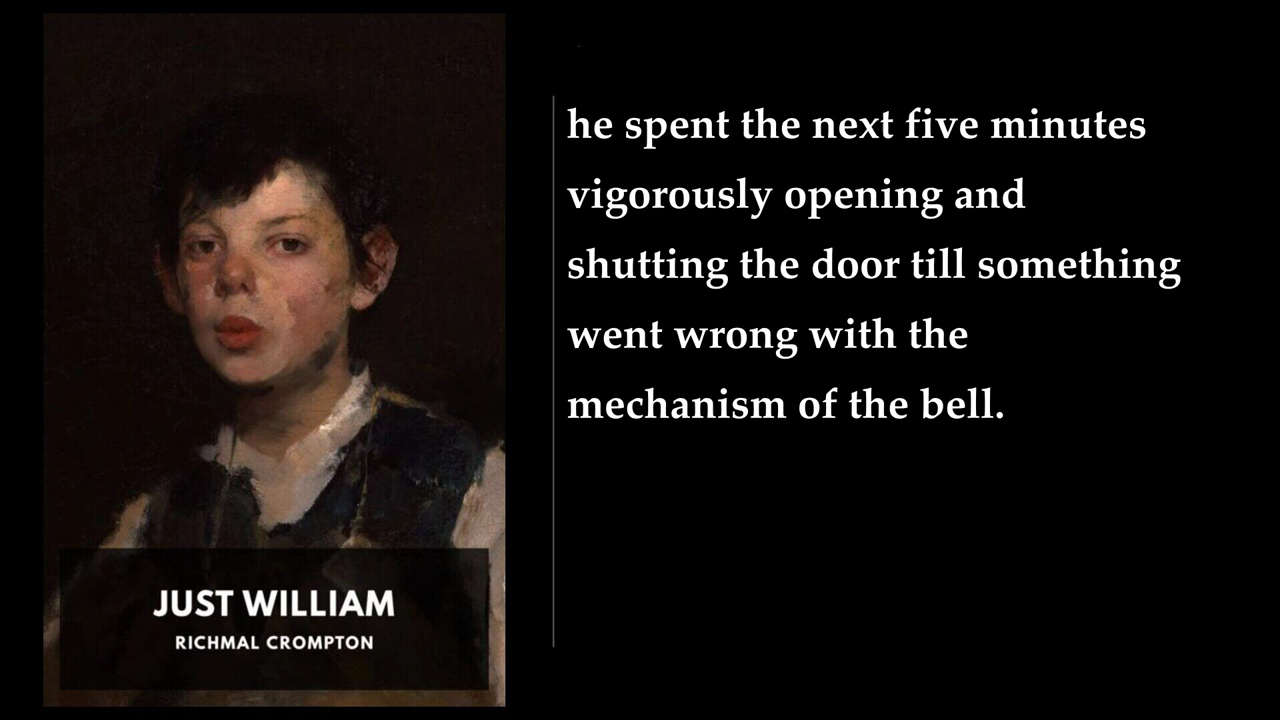 JUST WILLIAM
RICHMAL CROMPTON
he spent the next five minutes
vigorously opening and
shutting the door till something
went wrong with the
mechanism of the bell.